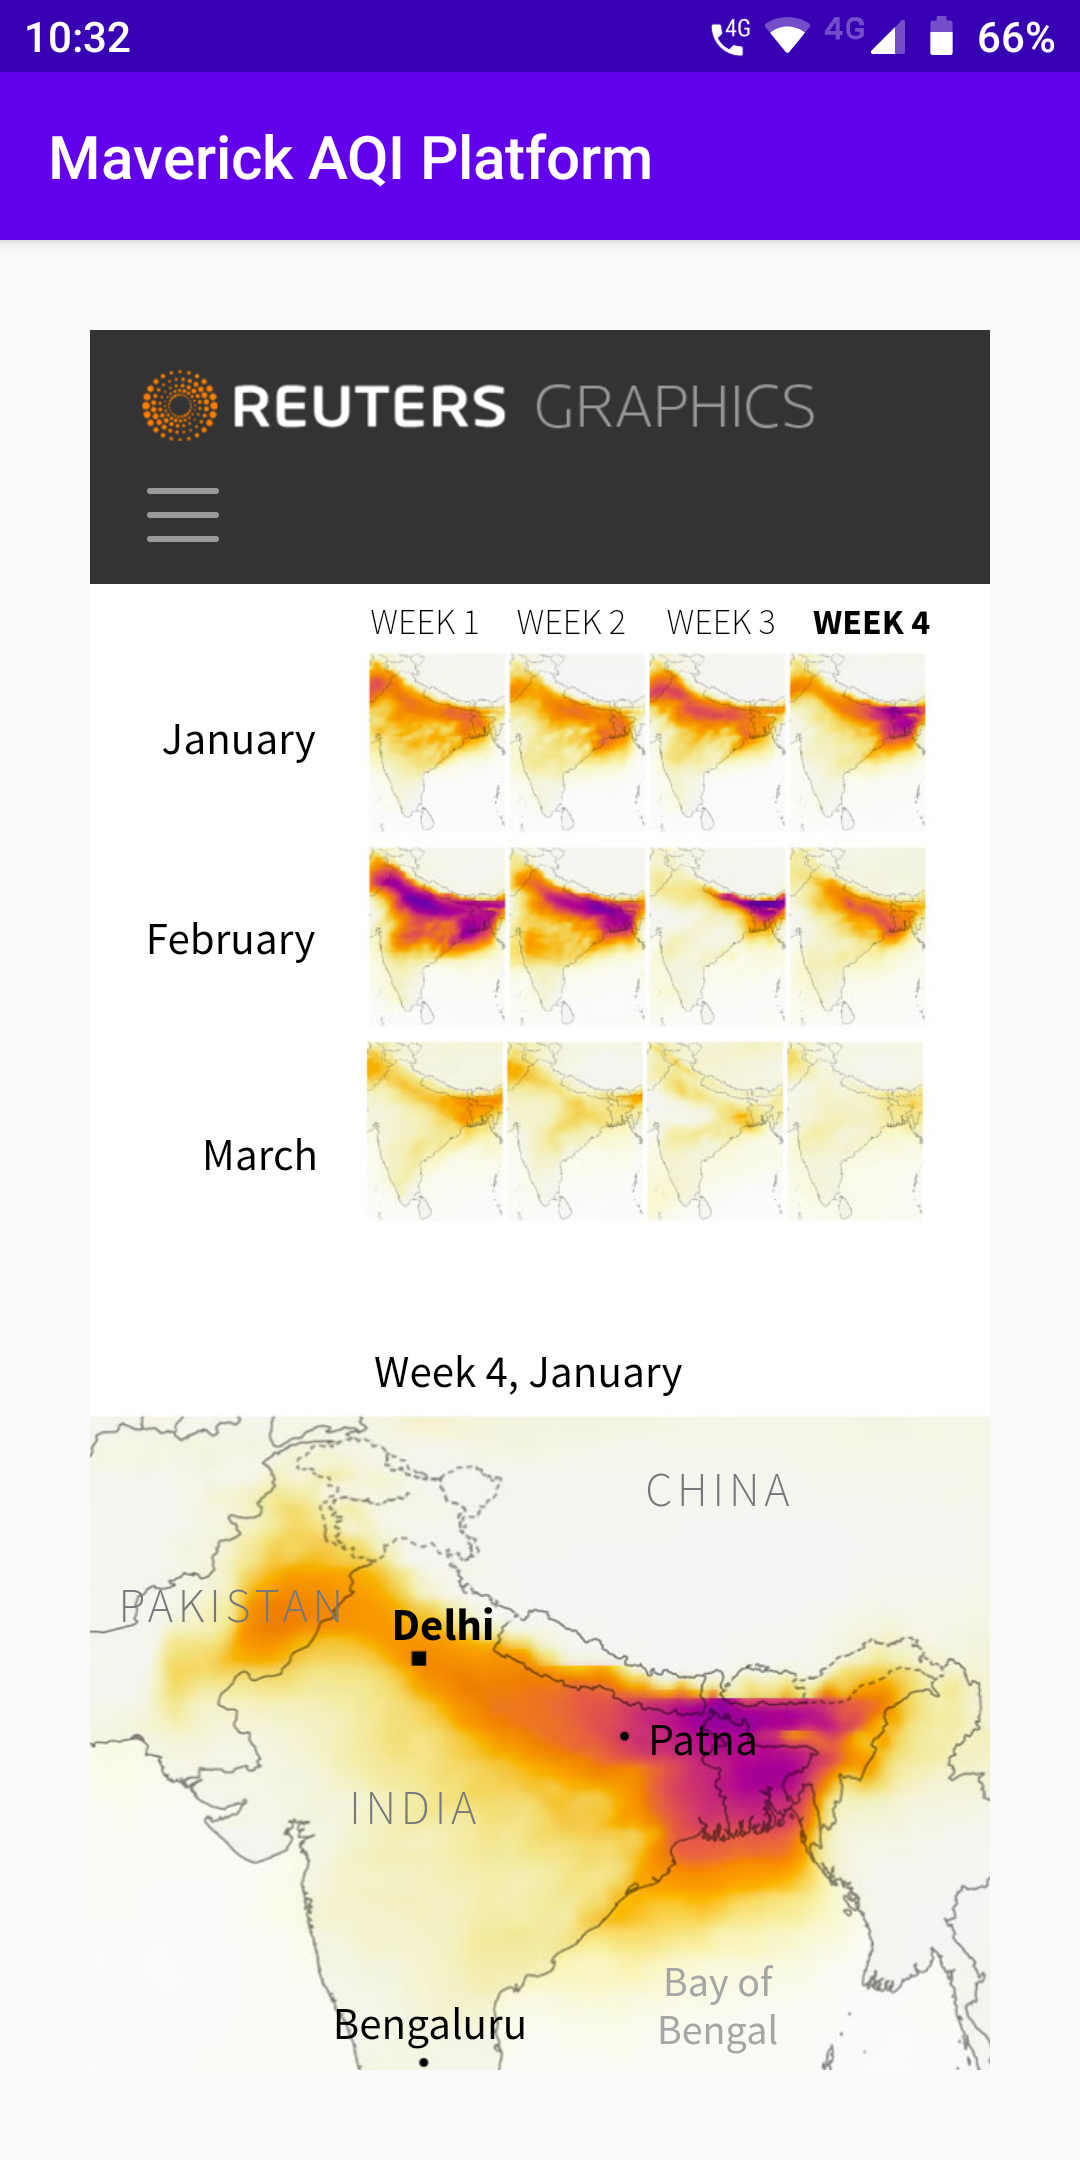 10:32 4G 4G 66%
Maverick AQI Platform
REUTERS GRAPHICS
WEEK 1 WEEK 2 WEEK 3 WEEK 4
January
February
March
Week 4, January
CHINA
PAKISTAN
Delhi
Patna
INDIA
Bay of
Bengal
Bengaluru